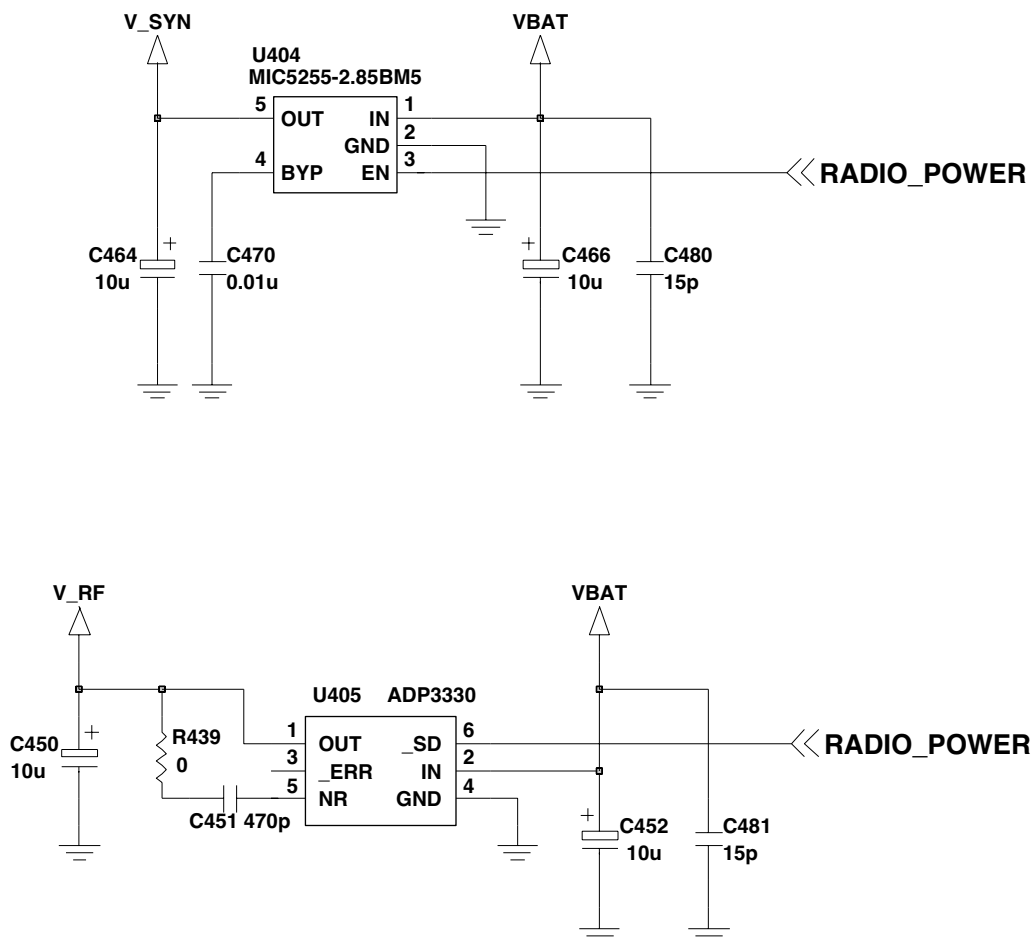 V_SYN
VBAT
U404
MIC5255-2.85BM5
5 OUT IN 1
GND 2
4 BYP EN 3
RADIO_POWER
+
C464
10u
C470
0.01u
+
C466
10u
C480
15p
V_RF
VBAT
U405 ADP3330
1 OUT _SD 6
3 _ERR IN 2
5 NR GND 4
RADIO_POWER
+
C450
10u
R439
0
C451 470p
+
C452
10u
C481
15p